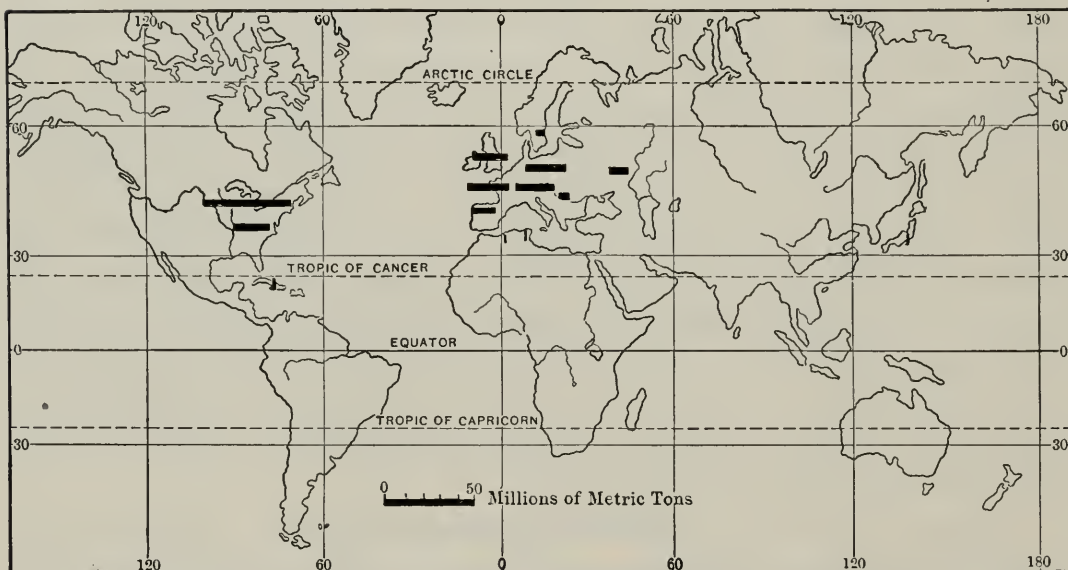 120 60 0 60 120 180
ARCTIC CIRCLE
60 60
30 30
TROPIC OF CANCER
EQUATOR
0 0
TROPIC OF CAPRICORN
30 30
0 50
Millions of Metric Tons
120 60 0 60 120 180